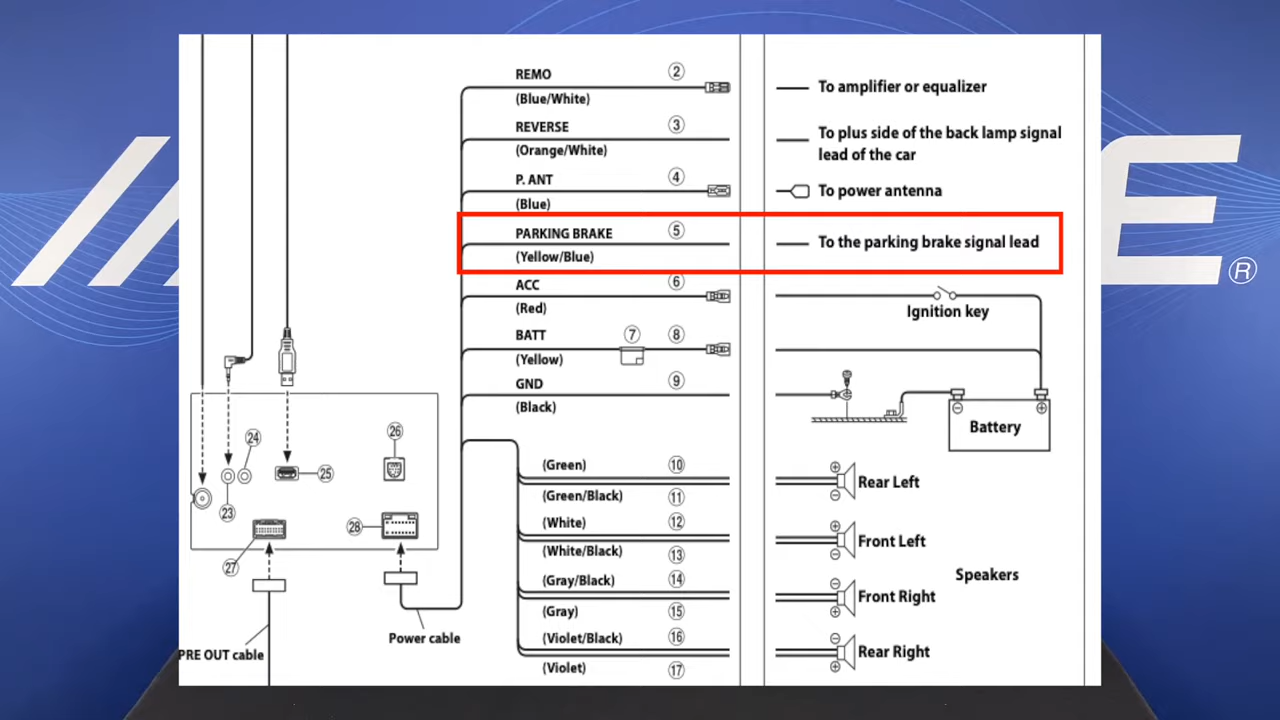 REMO
②
(Blue/White)
To amplifier or equalizer
REVERSE
③
(Orange/White)
To plus side of the back lamp signal
lead of the car
P. ANT
④
(Blue)
To power antenna
PARKING BRAKE
⑤
(Yellow/Blue)
To the parking brake signal lead
ACC
⑥
(Red)
Ignition key
BATT
⑦
⑧
(Yellow)
GND
⑨
(Black)
⊖
⊕
Battery
㉖
㉔
㉕
㉓
㉘
㉗
(Green)
⑩
(Green/Black)
⑪
⊕
⊖
Rear Left
(White)
⑫
(White/Black)
⑬
⊕
⊖
Front Left
(Gray/Black)
⑭
(Gray)
⑮
⊖
⊕
Front Right
Speakers
(Violet/Black)
⑯
(Violet)
⑰
⊖
⊕
Rear Right
Power cable
PRE OUT cable
E
®